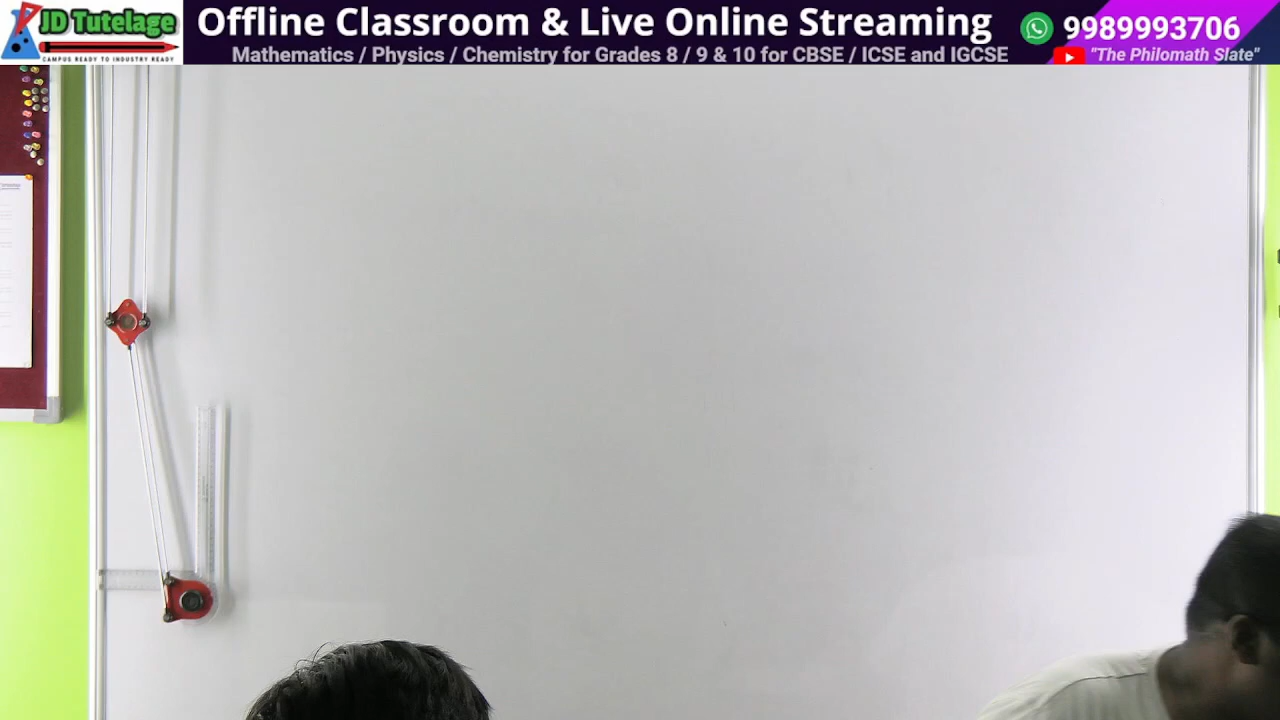 JD Tutelage
CAMPUS READY TO INDUSTRY READY
Offline Classroom & Live Online Streaming
Mathematics / Physics / Chemistry for Grades 8 / 9 & 10 for CBSE / ICSE and IGCSE
9989993706
"The Philomath Slate"